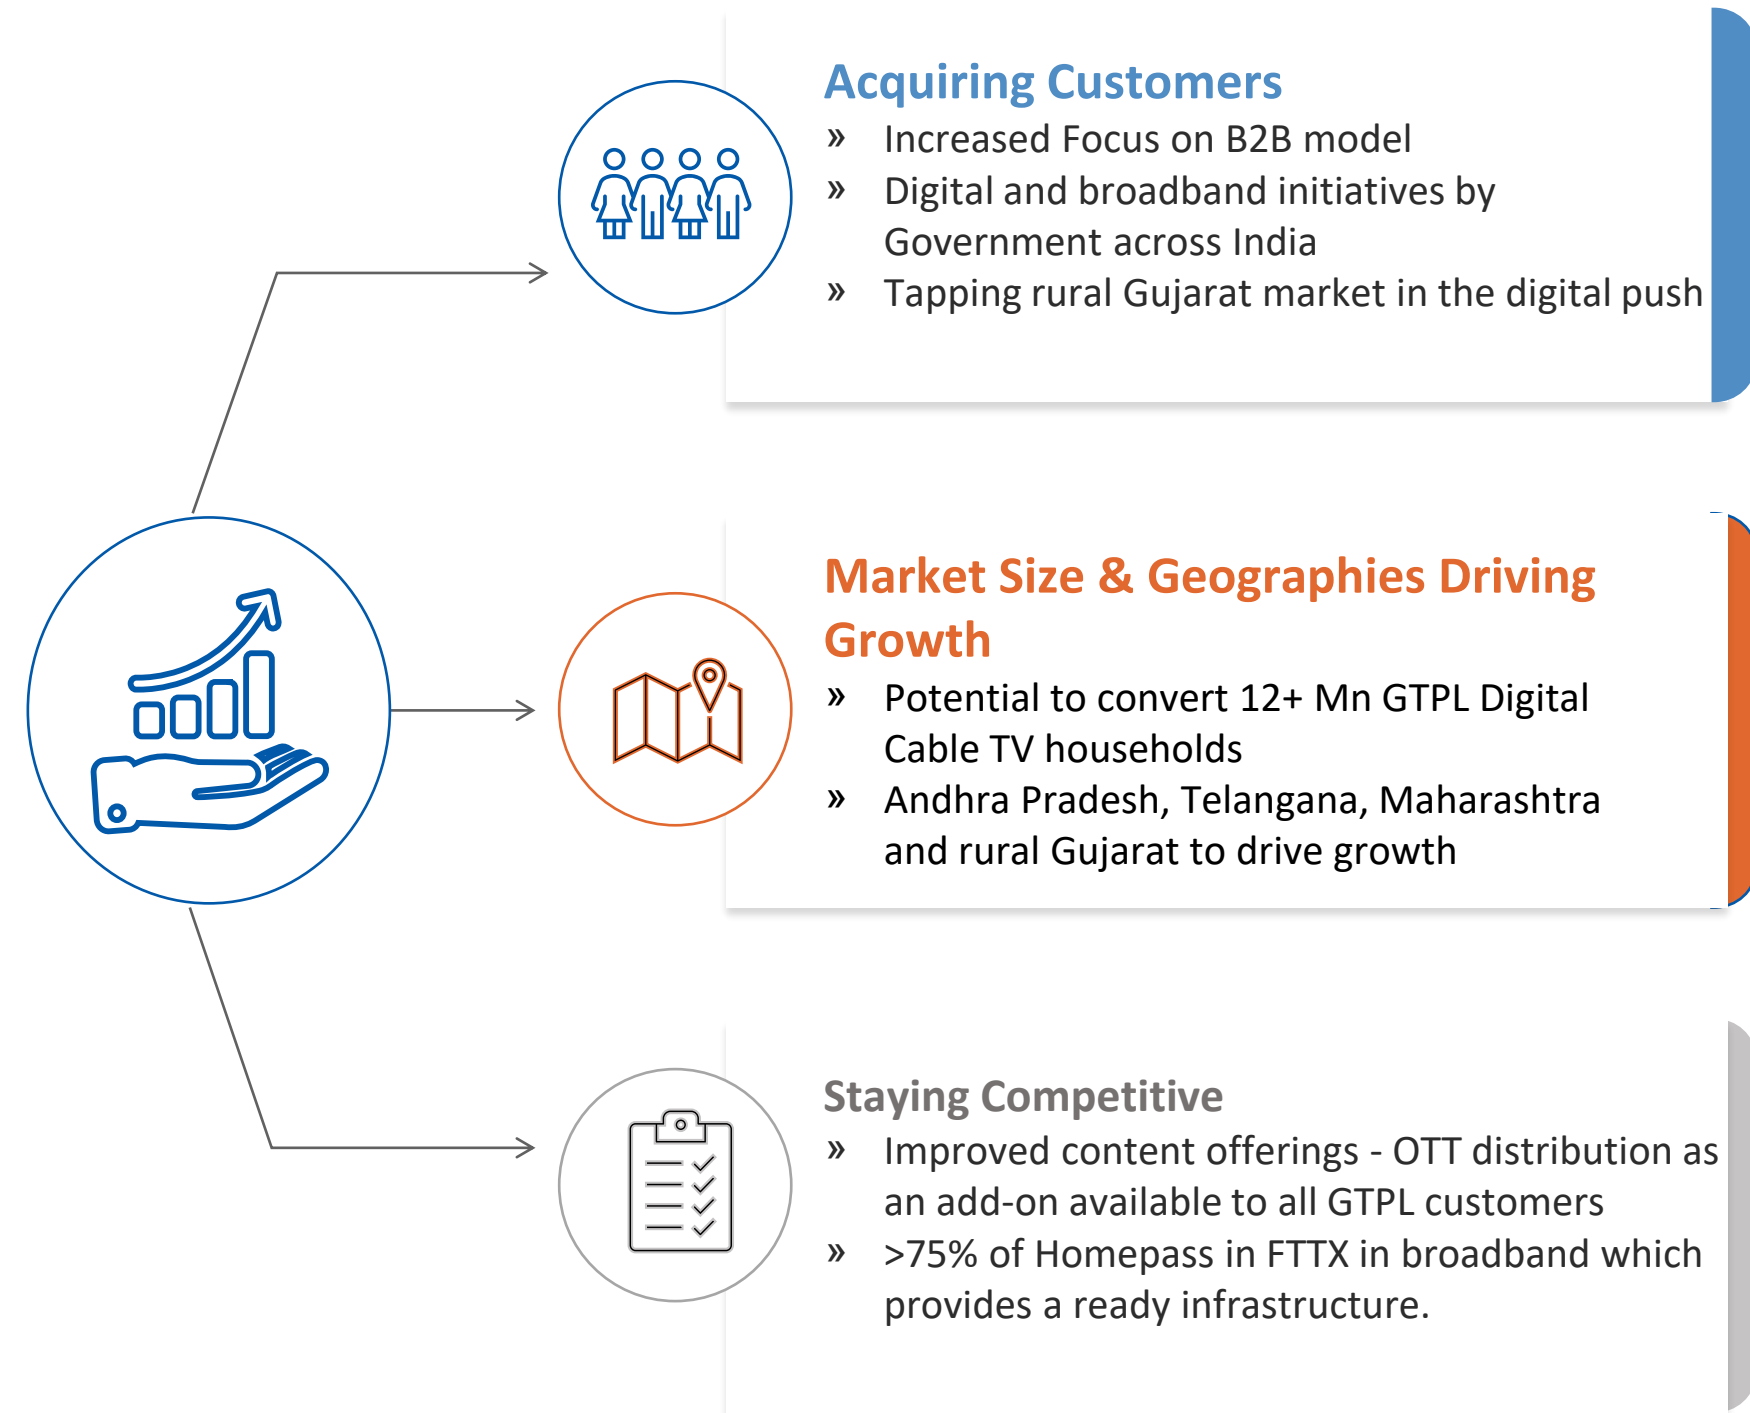 Acquiring Customers
» Increased Focus on B2B model
» Digital and broadband initiatives by
Government across India
» Tapping rural Gujarat market in the digital push
Market Size & Geographies Driving
Growth
» Potential to convert 12+ Mn GTPL Digital
Cable TV households
» Andhra Pradesh, Telangana, Maharashtra
and rural Gujarat to drive growth
Staying Competitive
» Improved content offerings - OTT distribution as
an add-on available to all GTPL customers
» >75% of Homepass in FTTX in broadband which
provides a ready infrastructure.